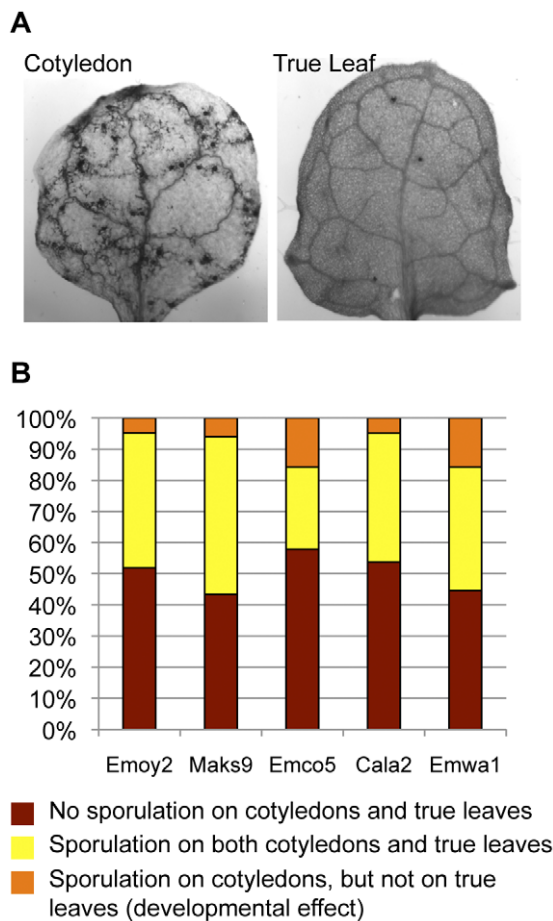 A
Cotyledon
True Leaf
B
100%
90%
80%
70%
60%
50%
40%
30%
20%
10%
0%
Emoy2 Maks9 Emco5 Cala2 Emwa1
No sporulation on cotyledons and true leaves
Sporulation on both cotyledons and true leaves
Sporulation on cotyledons, but not on true
leaves (developmental effect)